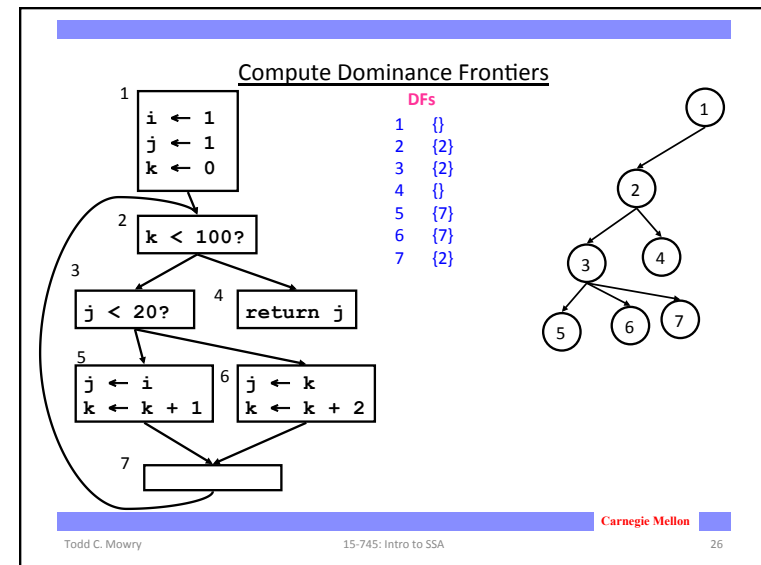 Compute Dominance Frontiers
1
i ← 1
j ← 1
k ← 0
2
k < 100?
3
j < 20?
4
return j
5
j ← i
k ← k + 1
6
j ← k
k ← k + 2
7
DFs
1 {}
2 {2}
3 {2}
4 {}
5 {7}
6 {7}
7 {2}
1
2
3
4
5
6
7
Carnegie Mellon
Todd C. Mowry 15-745: Intro to SSA 26